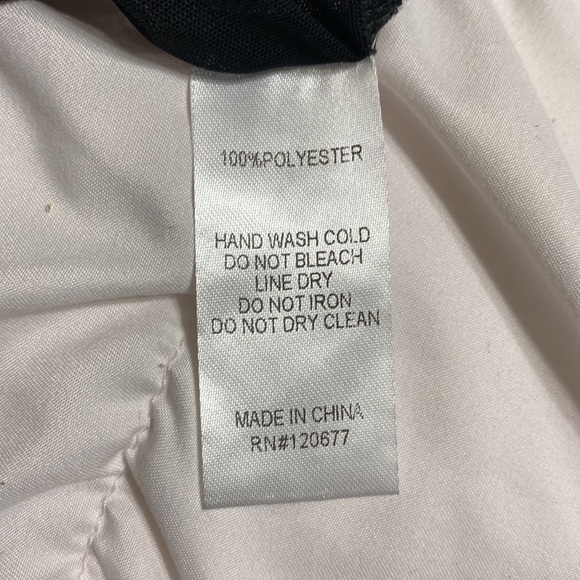 100%POLYESTER
HAND WASH COLD
DO NOT BLEACH
LINE DRY
DO NOT IRON
DO NOT DRY CLEAN
MADE IN CHINA
RN#120677